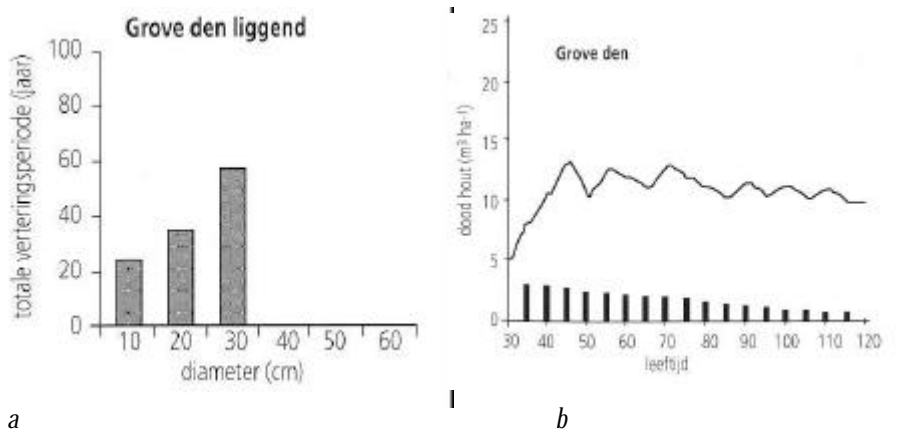 Grove den liggend
totale verteringsperiode (jaar)
100
80
60
40
20
0
10 20 30 40 50 60
diameter (cm)
a
Grove den
dood hout (m³ ha⁻¹)
25
20
15
10
5
0
30 40 50 60 70 80 90 100 110 120
leeftijd
b